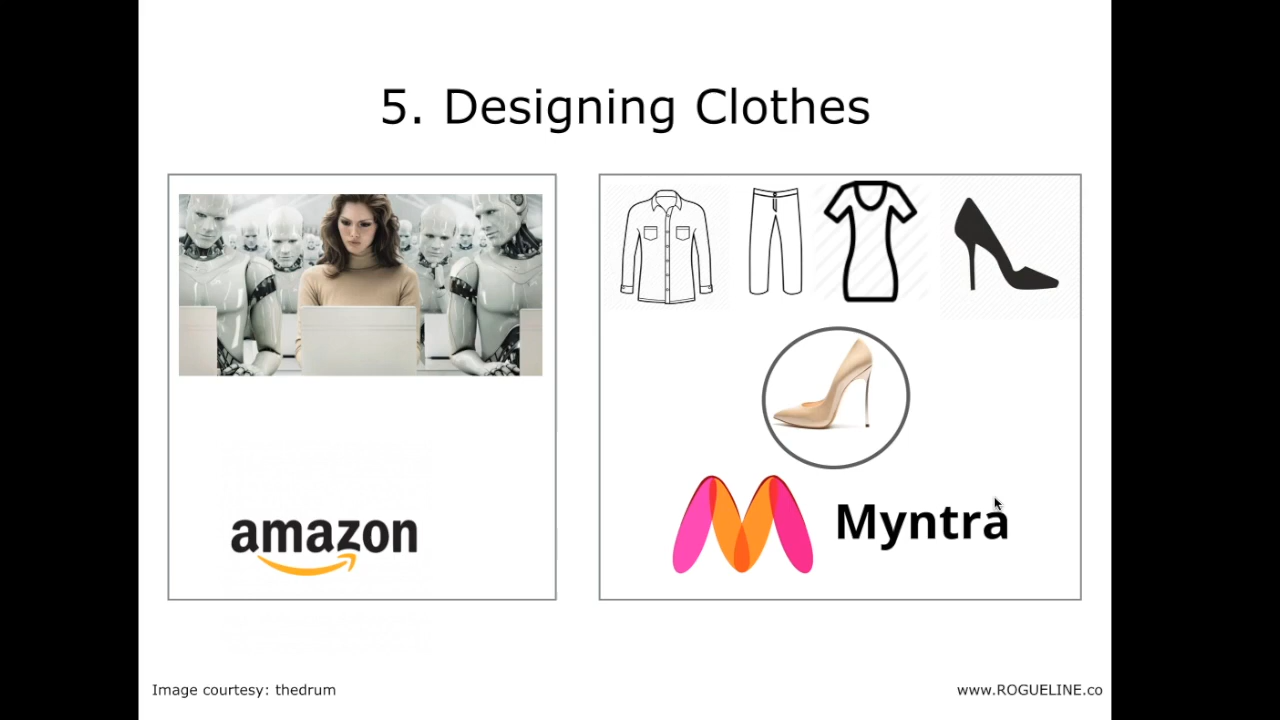 5. Designing Clothes
amazon
Myntra
Image courtesy: thedrum
www.ROGUELINE.co